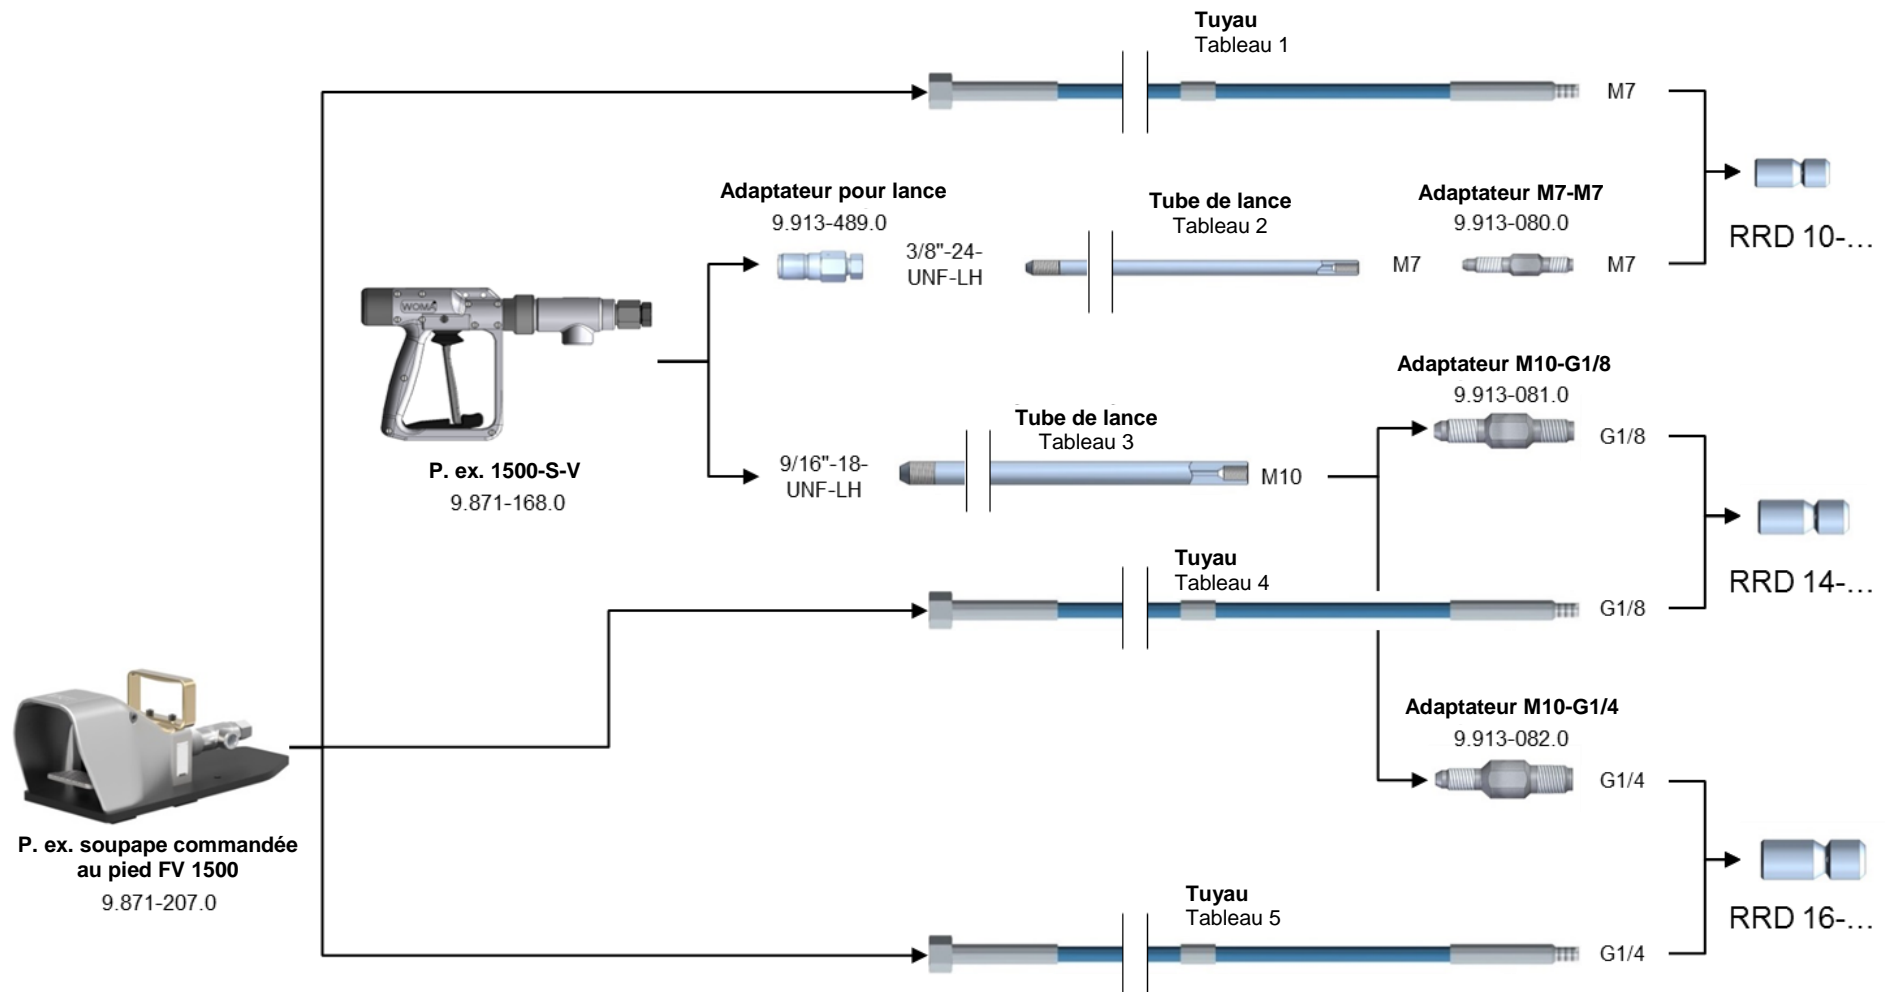 Tuyau
Tableau 1
M7
Adaptateur pour lance
9.913-489.0
3/8"-24-
UNF-LH
Tube de lance
Tableau 2
M7
Adaptateur M7-M7
9.913-080.0
M7
RRD 10-...
WOMA
P. ex. 1500-S-V
9.871-168.0
9/16"-18-
UNF-LH
Tube de lance
Tableau 3
M10
Adaptateur M10-G1/8
9.913-081.0
G1/8
Tuyau
Tableau 4
G1/8
RRD 14-...
Adaptateur M10-G1/4
9.913-082.0
G1/4
P. ex. soupape commandée
au pied FV 1500
9.871-207.0
Tuyau
Tableau 5
G1/4
RRD 16-...